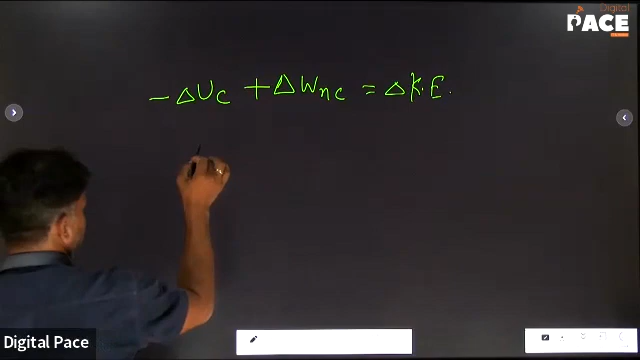 Digital
PACE
-ΔUc + ΔWnc = ΔK.E.
Digital Pace